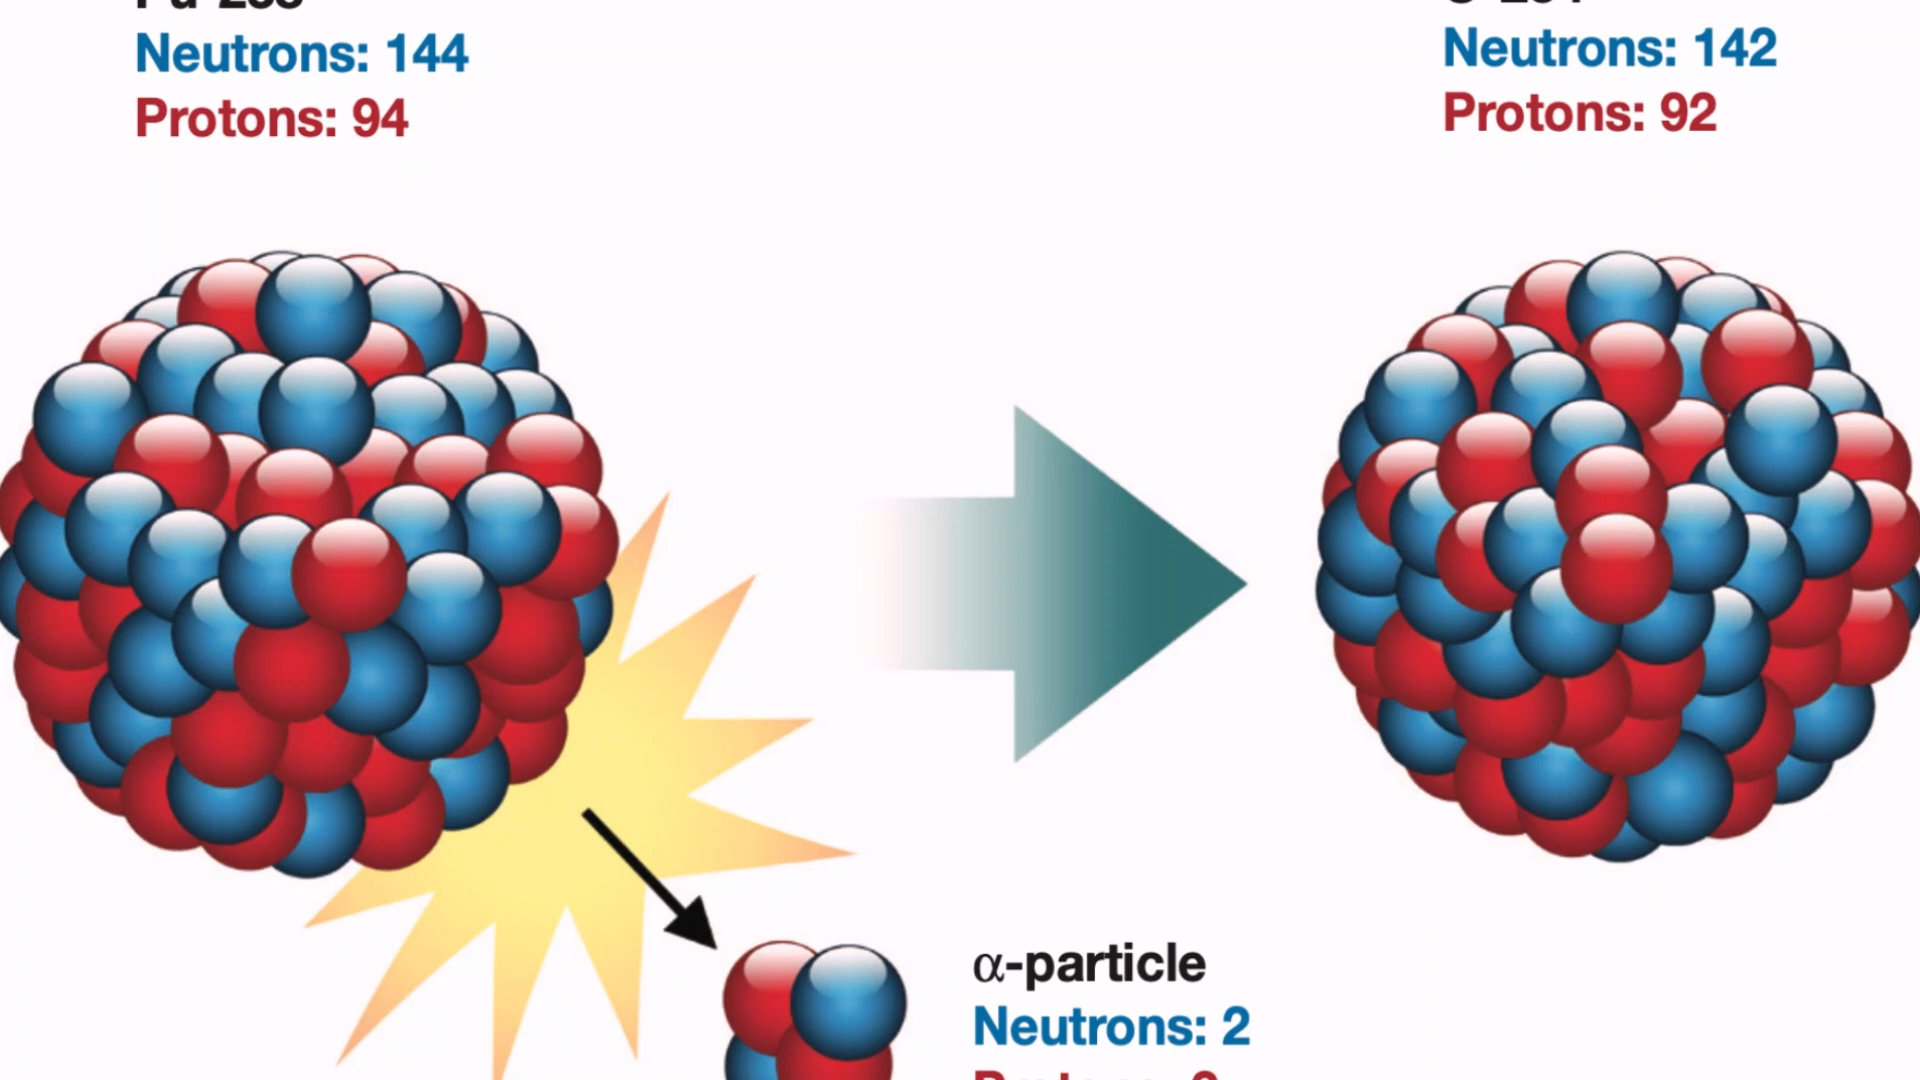 Neutrons: 144
Protons: 94
Neutrons: 142
Protons: 92
α-particle
Neutrons: 2